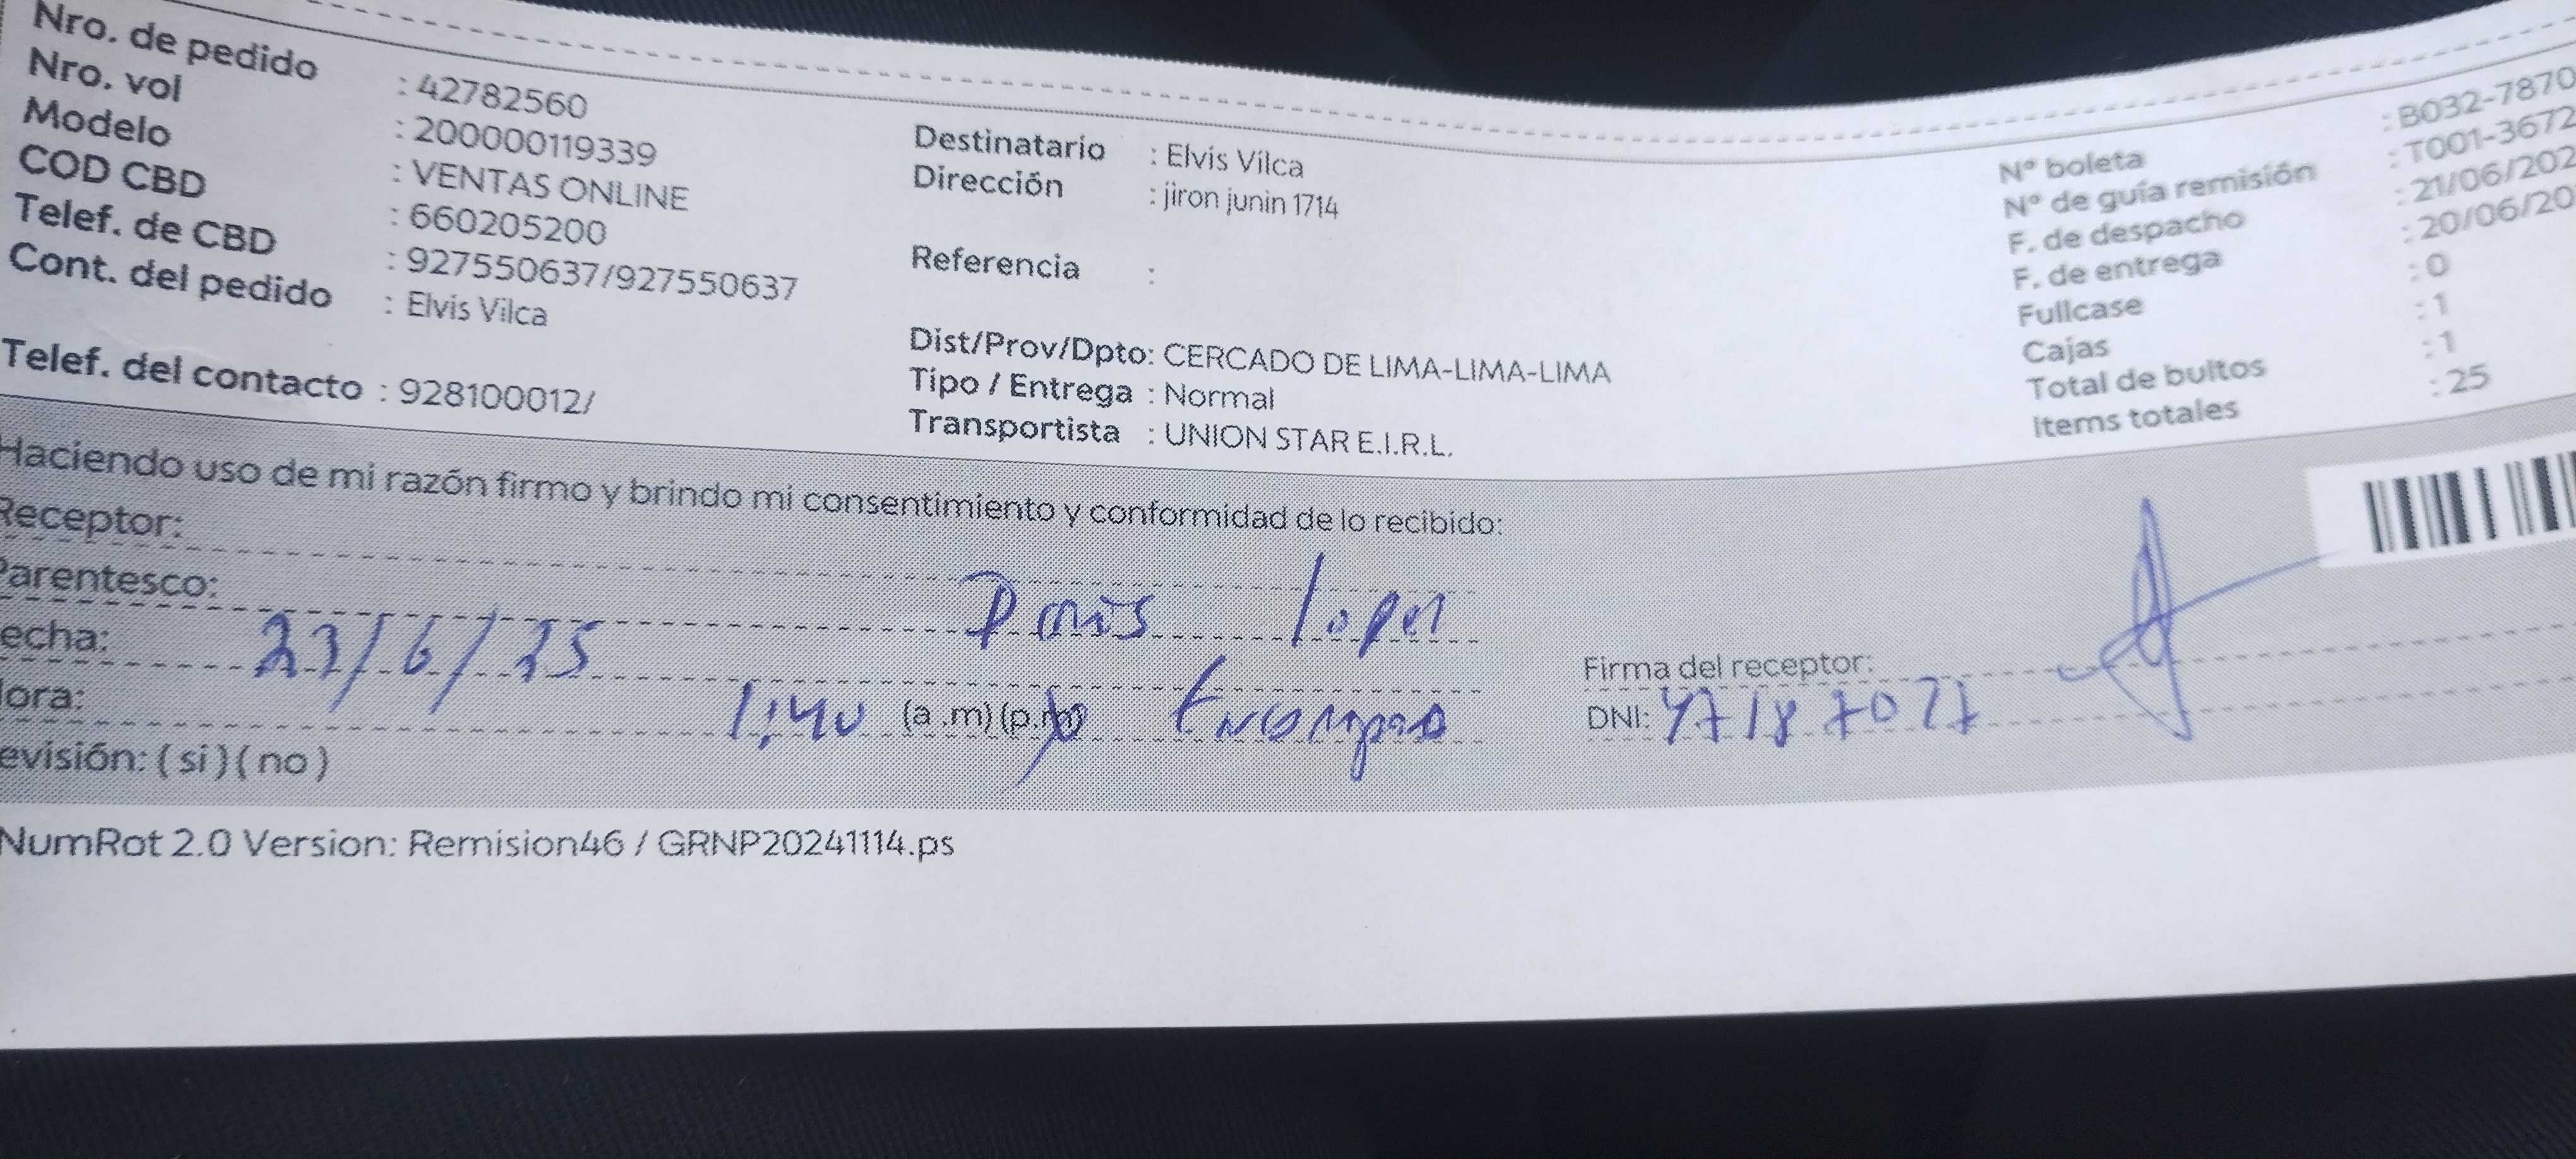 Nro. de pedido : 42782560
Nro. vol : 200000119339
Modelo : VENTAS ONLINE
COD CBD : 660205200
Telef. de CBD : 927550637/927550637
Cont. del pedido : Elvis Vilca
Telef. del contacto : 928100012/
Destinatario : Elvis Vilca
Dirección : jiron junin 1714
Referencia :
Dist/Prov/Dpto: CERCADO DE LIMA-LIMA-LIMA
Tipo / Entrega : Normal
Transportista : UNION STAR E.I.R.L.
N° boleta : B032-7870
N° de guía remisión : T001-3672
F. de despacho : 21/06/202
F. de entrega : 20/06/20
Fullcase : 0
Cajas : 1
Total de bultos : 1
Items totales : 25
Haciendo uso de mi razón firmo y brindo mi consentimiento y conformidad de lo recibido:
Receptor:
Parentesco:
echa: 23/6/25
ora: 1:40 (a.m)(p.m)
evisión: ( si ) ( no )
Firma del receptor:
DNI:
NumRot 2.0 Version: Remision46 / GRNP20241114.ps